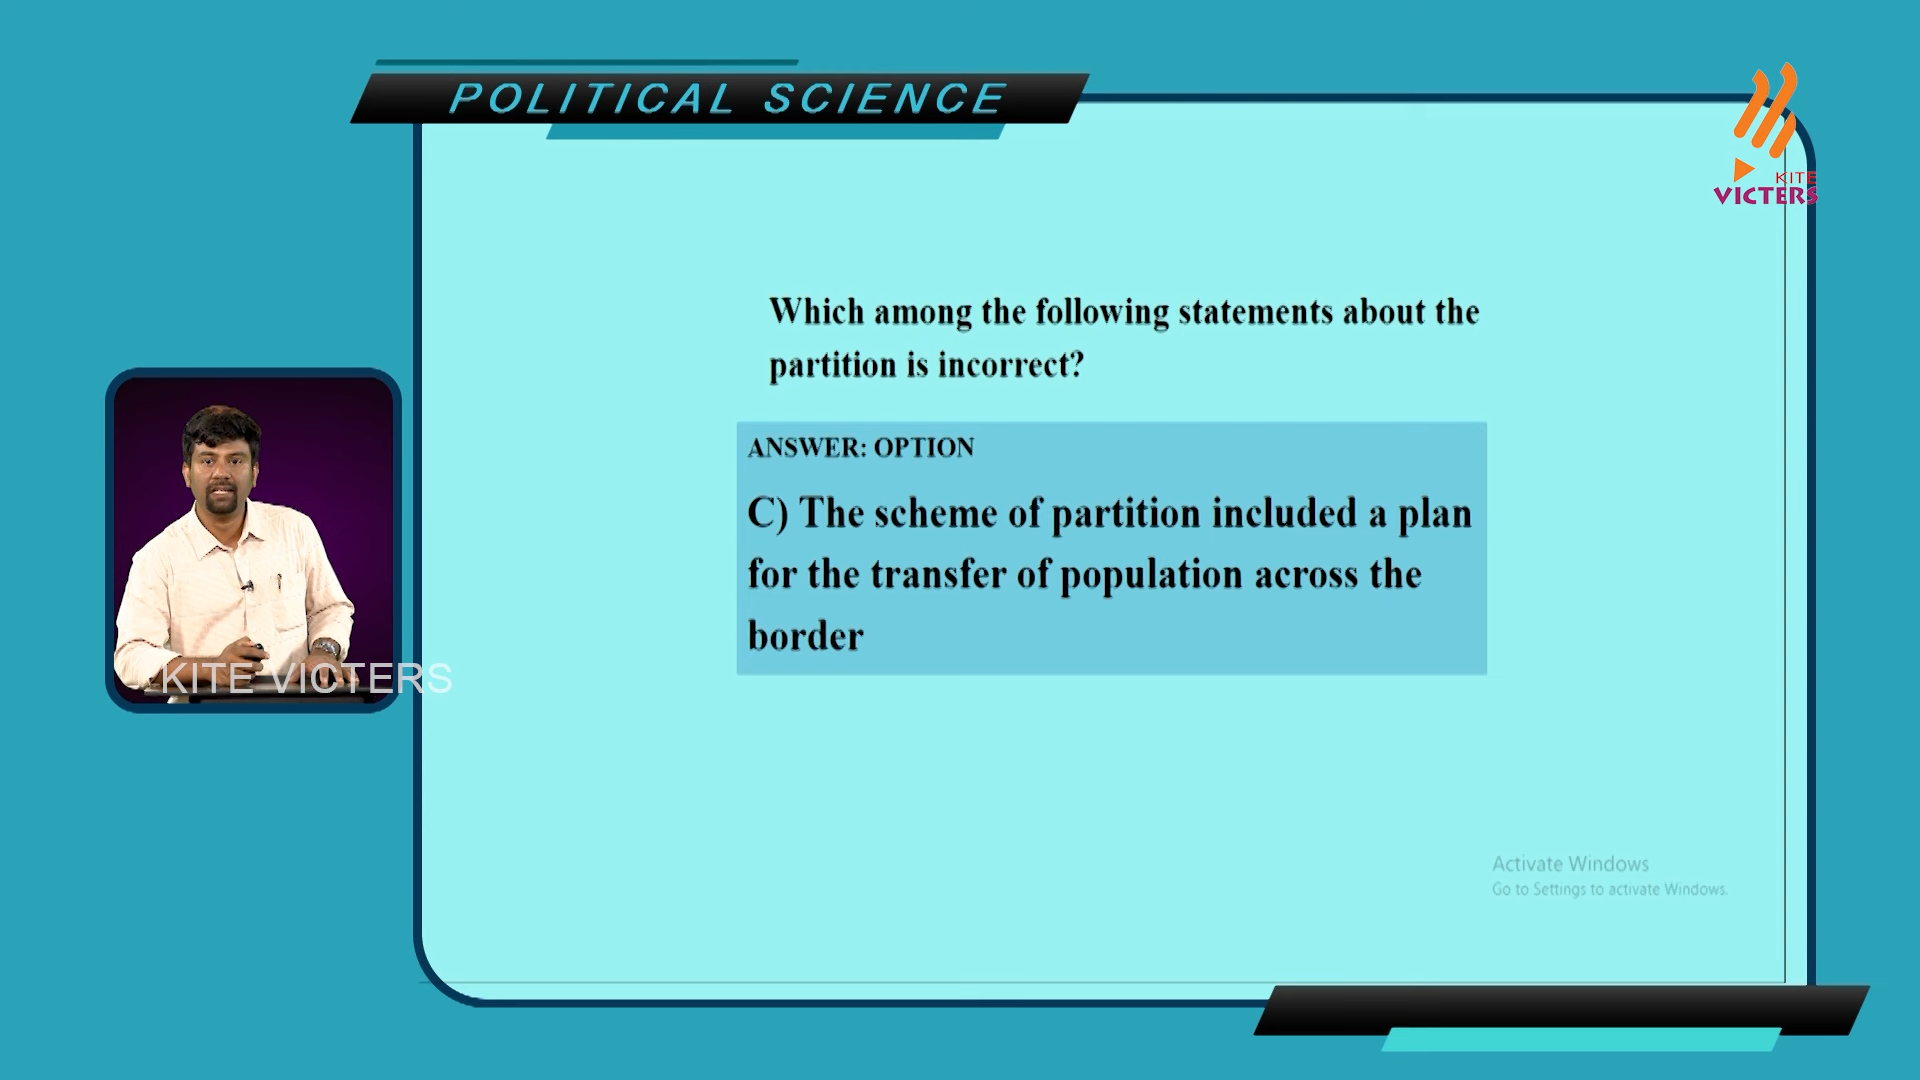 POLITICAL SCIENCE
KITE
VICTERS
Which among the following statements about the
partition is incorrect?
ANSWER: OPTION
C) The scheme of partition included a plan
for the transfer of population across the
border
KITE VICTERS
Activate Windows
Go to Settings to activate Windows.